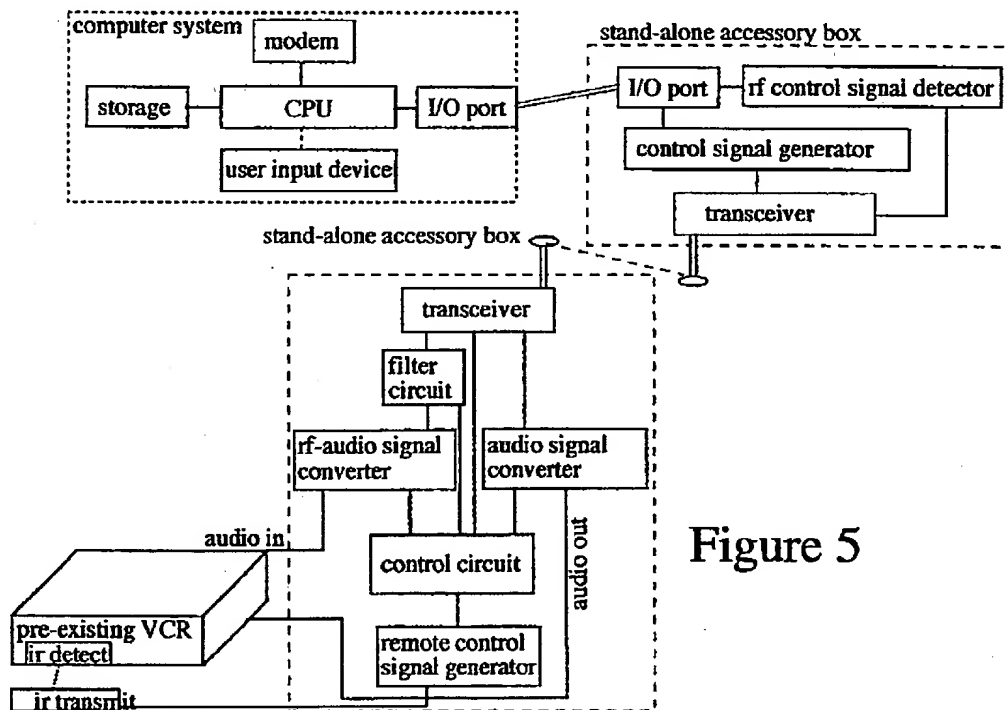 computer system
modem
storage
CPU
I/O port
user input device
stand-alone accessory box
I/O port
rf control signal detector
control signal generator
transceiver
stand-alone accessory box
transceiver
filter
circuit
rf-audio signal
converter
audio signal
converter
audio in
control circuit
audio out
Figure 5
pre-existing VCR
ir detect
remote control
signal generator
ir transmit